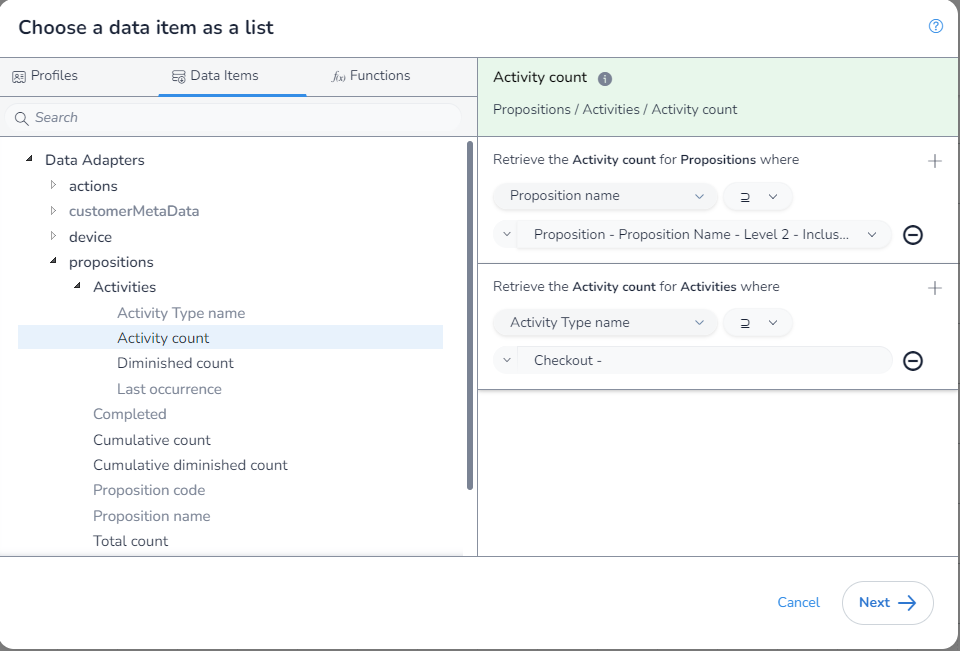 Choose a data item as a list
?
Profiles
Data Items
f(x) Functions
Search
Data Adapters
actions
customerMetaData
device
propositions
Activities
Activity Type name
Activity count
Diminished count
Last occurrence
Completed
Cumulative count
Cumulative diminished count
Proposition code
Proposition name
Total count
Activity count i
Propositions / Activities / Activity count
Retrieve the Activity count for Propositions where
Proposition name
⊇
Proposition - Proposition Name - Level 2 - Inclus...
Retrieve the Activity count for Activities where
Activity Type name
⊇
Checkout -
Cancel
Next